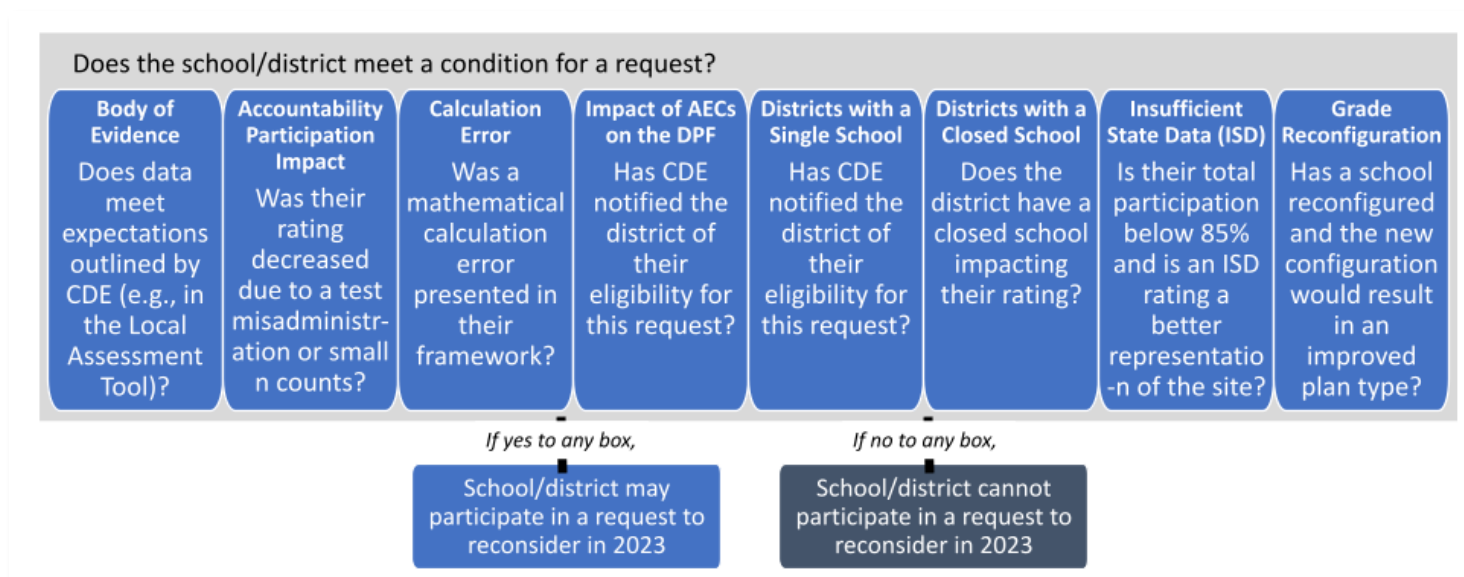 Does the school/district meet a condition for a request?
Body of
Evidence
Does data
meet
expectations
outlined by
CDE (e.g., in
the Local
Assessment
Tool)?
Accountability
Participation
Impact
Was their
rating
decreased
due to a test
misadministr-
ation or small
n counts?
Calculation
Error
Was a
mathematical
calculation
error
presented in
their
framework?
Impact of AECs
on the DPF
Has CDE
notified the
district of
their
eligibility for
this request?
Districts with a
Single School
Has CDE
notified the
district of
their
eligibility for
this request?
Districts with a
Closed School
Does the
district have a
closed school
impacting
their rating?
Insufficient
State Data (ISD)
Is their total
participation
below 85%
and is an ISD
rating a
better
representatio
-n of the site?
Grade
Reconfiguration
Has a school
reconfigured
and the new
configuration
would result
in an
improved
plan type?
If yes to any box,
School/district may
participate in a request to
reconsider in 2023
If no to any box,
School/district cannot
participate in a request to
reconsider in 2023